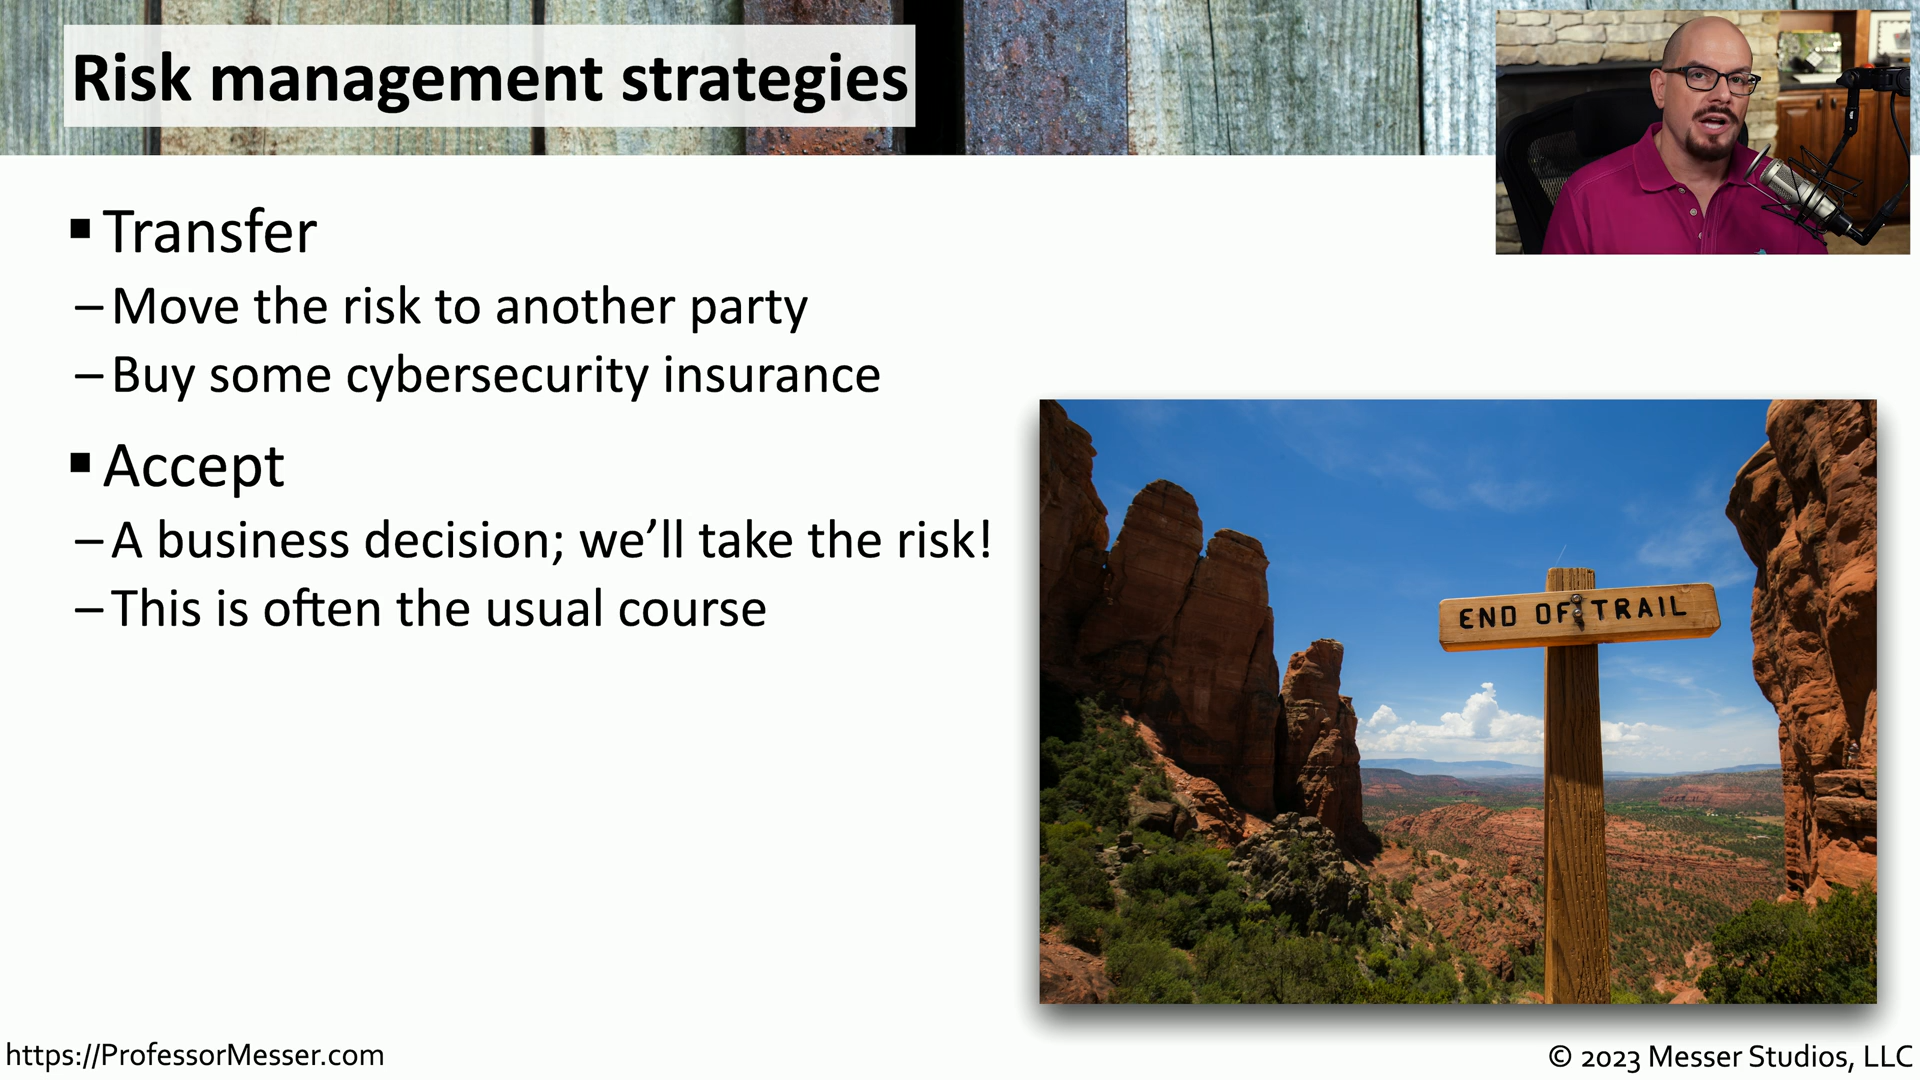 Risk management strategies
▪ Transfer
– Move the risk to another party
– Buy some cybersecurity insurance
▪ Accept
– A business decision; we’ll take the risk!
– This is often the usual course
END OF TRAIL
https://ProfessorMesser.com
© 2023 Messer Studios, LLC